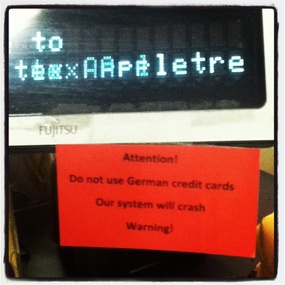 to
FUJITSU
Attention!
Do not use German credit cards
Our system will crash
Warning!